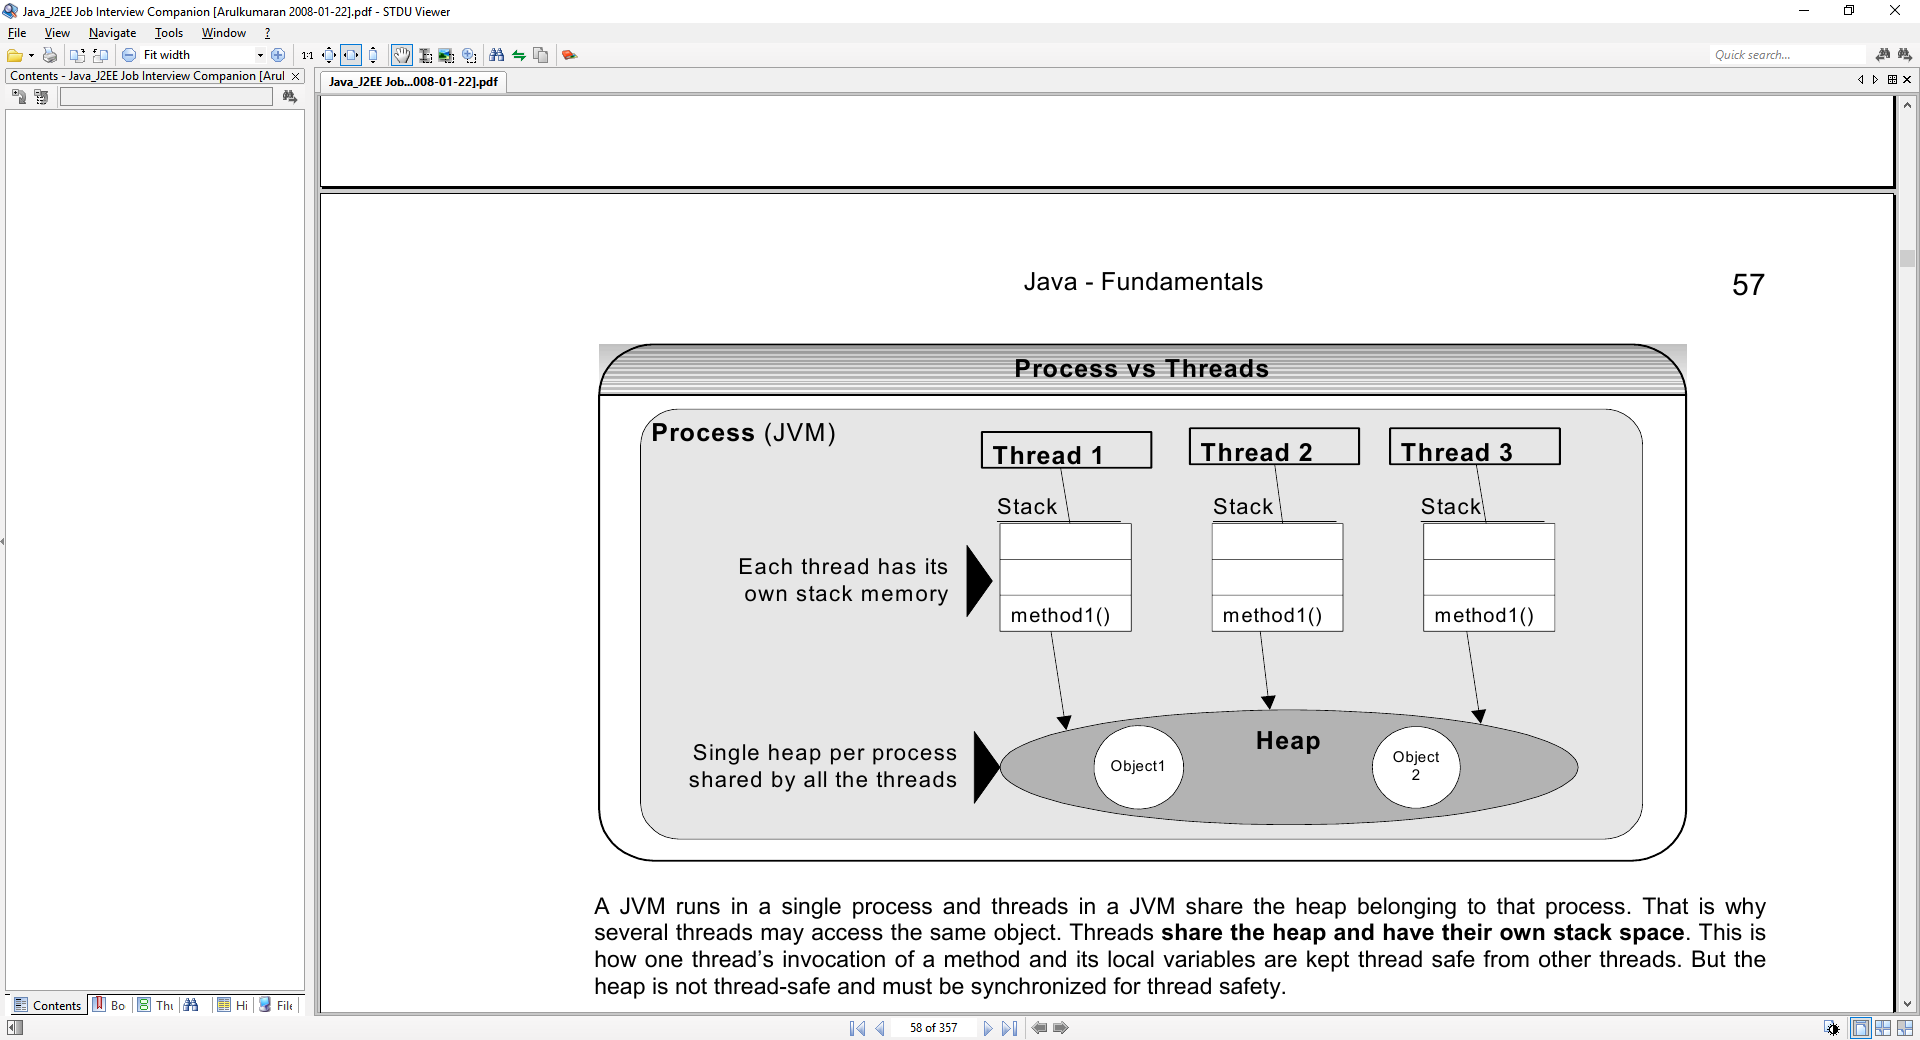 Java_J2EE Job Interview Companion [Arulkumaran 2008-01-22].pdf - STDU Viewer
File View Navigate Tools Window ?
Fit width
1:1
Quick search...
Contents - Java_J2EE Job Interview Companion [Arul
Java_J2EE Job...008-01-22].pdf
Java - Fundamentals
57
Process vs Threads
Process (JVM)
Thread 1
Thread 2
Thread 3
Stack
Stack
Stack
Each thread has its
own stack memory
method1()
method1()
method1()
Heap
Single heap per process
shared by all the threads
Object1
Object
2
A JVM runs in a single process and threads in a JVM share the heap belonging to that process. That is why
several threads may access the same object. Threads share the heap and have their own stack space. This is
how one thread's invocation of a method and its local variables are kept thread safe from other threads. But the
heap is not thread-safe and must be synchronized for thread safety.
Contents Bo Thu Hi File
58 of 357